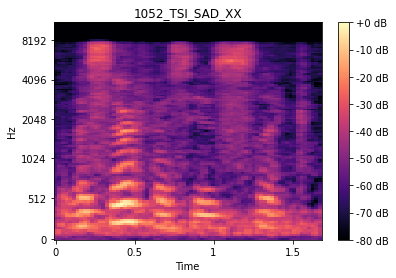 1052_TSI_SAD_XX
Hz
8192
4096
2048
1024
512
0
0
0.5
1
1.5
Time
+0 dB
-10 dB
-20 dB
-30 dB
-40 dB
-50 dB
-60 dB
-70 dB
-80 dB